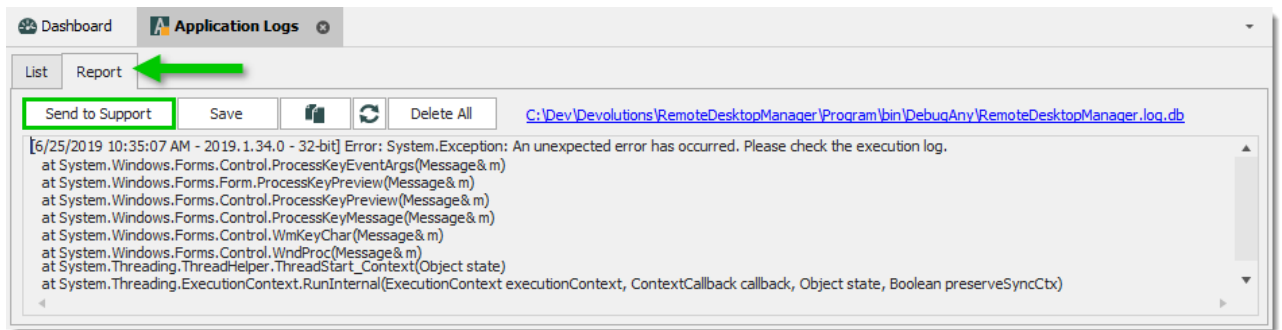 Dashboard Application Logs
List Report
Send to Support Save Delete All C:\Dev\Devolutions\RemoteDesktopManager\Program\bin\DebugAny\RemoteDesktopManager.log.db
[6/25/2019 10:35:07 AM - 2019.1.34.0 - 32-bit] Error: System.Exception: An unexpected error has occurred. Please check the execution log.
at System.Windows.Forms.Control.ProcessKeyEventArgs(Message& m)
at System.Windows.Forms.Form.ProcessKeyPreview(Message& m)
at System.Windows.Forms.Control.ProcessKeyPreview(Message& m)
at System.Windows.Forms.Control.ProcessKeyMessage(Message& m)
at System.Windows.Forms.Control.WmKeyChar(Message& m)
at System.Windows.Forms.Control.WndProc(Message& m)
at System.Threading.ThreadHelper.ThreadStart_Context(Object state)
at System.Threading.ExecutionContext.RunInternal(ExecutionContext executionContext, ContextCallback callback, Object state, Boolean preserveSyncCtx)